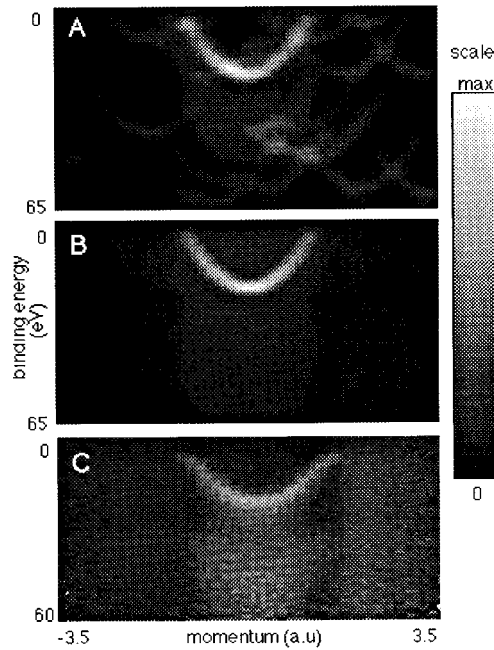 0
A
scale
max
65
0
B
binding energy
(eV)
65
0
C
0
60
-3.5
momentum (a.u)
3.5